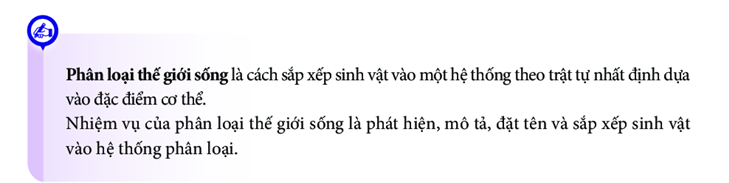 Phân loại thế giới sống là cách sắp xếp sinh vật vào một hệ thống theo trật tự nhất định dựa
vào đặc điểm cơ thể.
Nhiệm vụ của phân loại thế giới sống là phát hiện, mô tả, đặt tên và sắp xếp sinh vật
vào hệ thống phân loại.